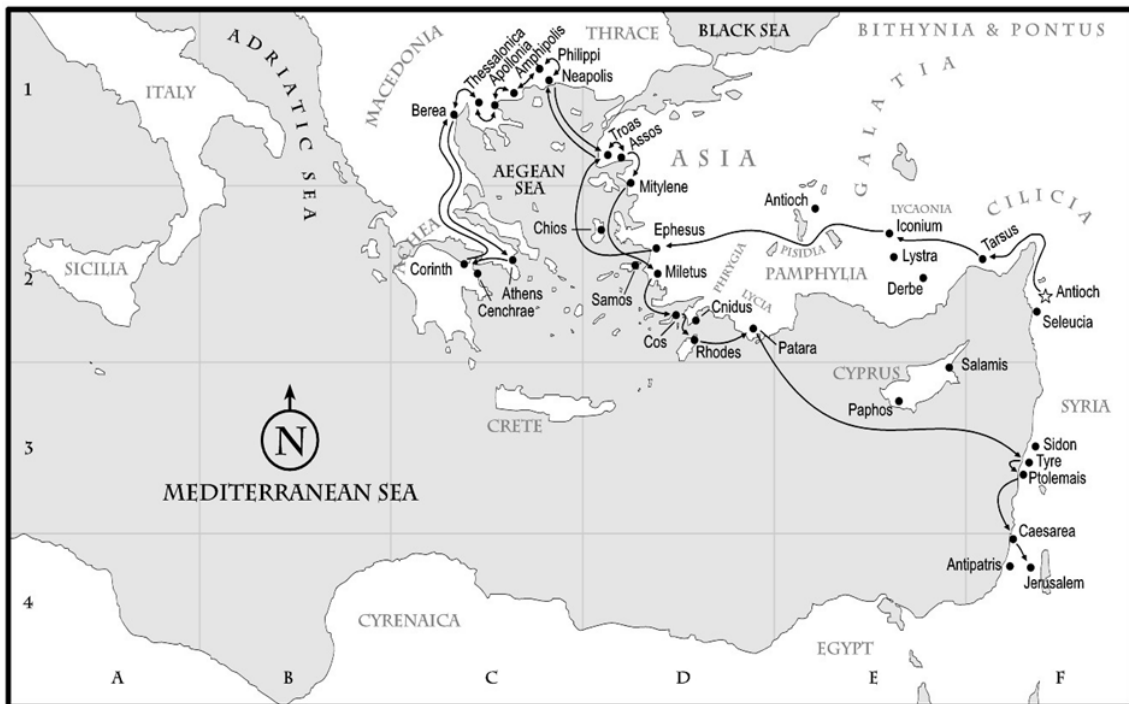 THRACE
BLACK SEA
BITHYNIA & PONTUS
ADRIATIC SEA
MACEDONIA
Thessalonica
Apollonia
Amphipolis
Philippi
Neapolis
1
ITALY
Berea
GALATIA
Troas
Assos
ASIA
AEGEAN
SEA
Mitylene
Antioch
LYCAONIA
CILICIA
Chios
ACHEA
Ephesus
Iconium
PISIDIA
Tarsus
SICILIA
Corinth
Athens
Miletus
PHRYGIA
PAMPHYLIA
Lystra
2
Cenchrae
Samos
Derbe
Antioch
LYCIA
Cnidus
Seleucia
Cos
Rhodes
Patara
CYPRUS
Salamis
Paphos
SYRIA
CRETE
N
3
MEDITERRANEAN SEA
Sidon
Tyre
Ptolemais
Caesarea
Antipatris
Jerusalem
4
CYRENAICA
EGYPT
A
B
C
D
E
F